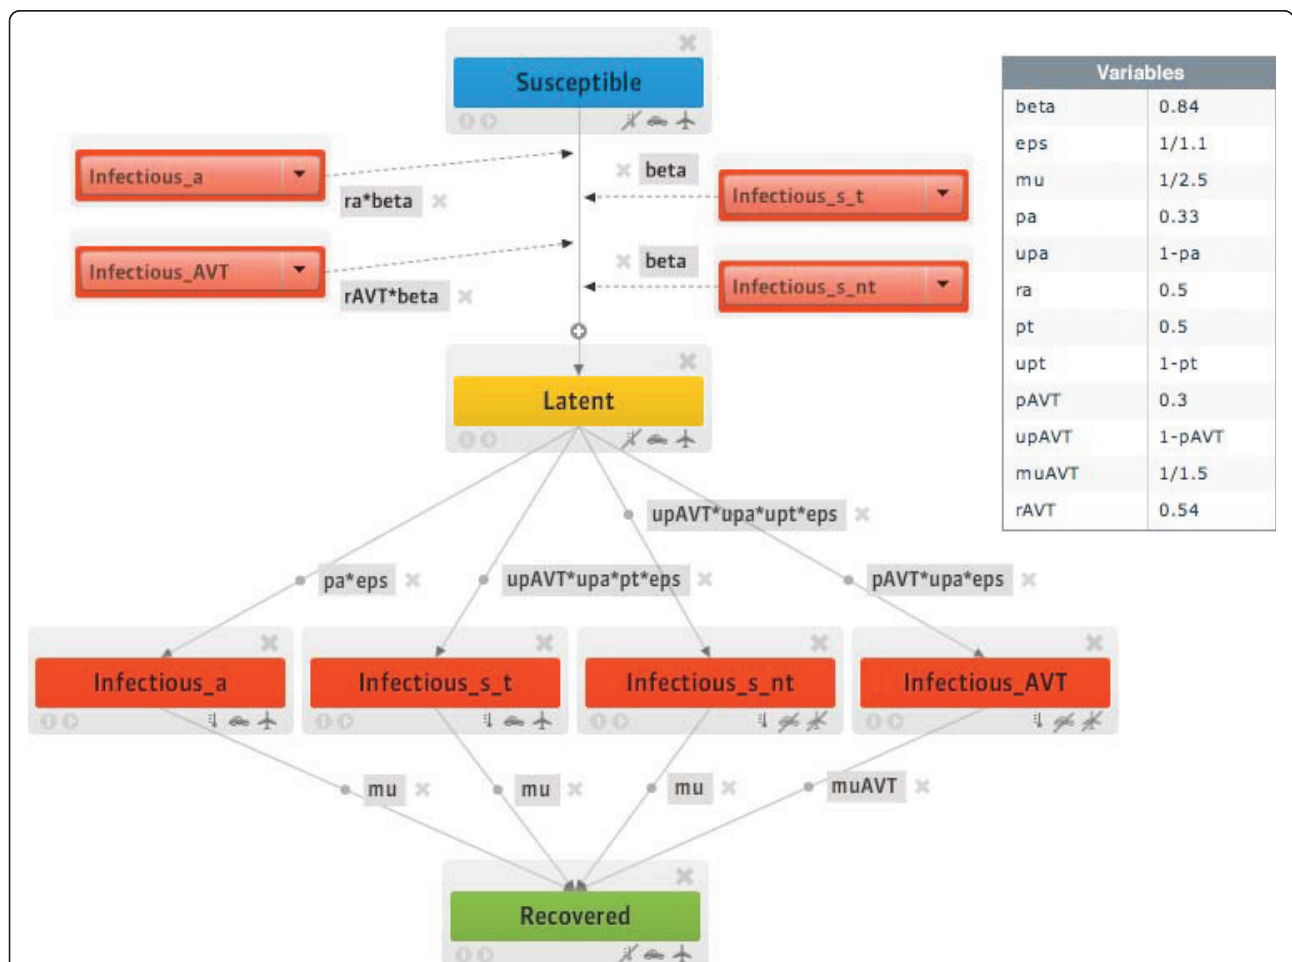 Susceptible
Variables
beta 0.84
eps 1/1.1
mu 1/2.5
pa 0.33
upa 1-pa
ra 0.5
pt 0.5
upt 1-pt
pAVT 0.3
upAVT 1-pAVT
muAVT 1/1.5
rAVT 0.54
Infectious_a
ra*beta
beta
Infectious_s_t
Infectious_AVT
rAVT*beta
beta
Infectious_s_nt
Latent
upAVT*upa*upt*eps
pa*eps
upAVT*upa*pt*eps
pAVT*upa*eps
Infectious_a
Infectious_s_t
Infectious_s_nt
Infectious_AVT
mu
mu
mu
muAVT
Recovered